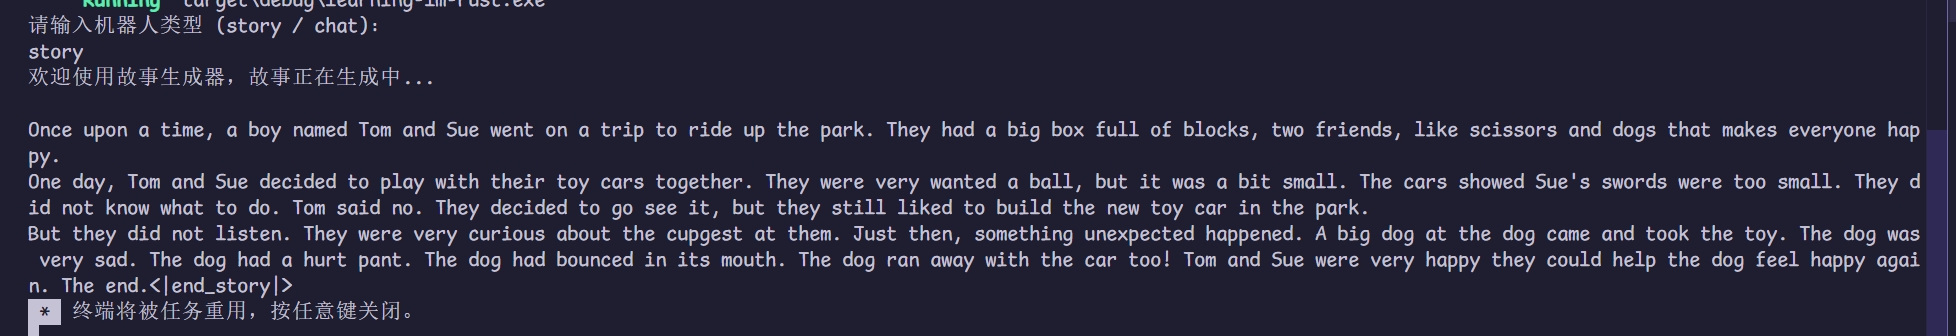 Running `target\debug\learning-lm-rust.exe`
请输入机器人类型 (story / chat):
story
欢迎使用故事生成器，故事正在生成中...
Once upon a time, a boy named Tom and Sue went on a trip to ride up the park. They had a big box full of blocks, two friends, like scissors and dogs that makes everyone hap
py.
One day, Tom and Sue decided to play with their toy cars together. They were very wanted a ball, but it was a bit small. The cars showed Sue's swords were too small. They d
id not know what to do. Tom said no. They decided to go see it, but they still liked to build the new toy car in the park.
But they did not listen. They were very curious about the cupgest at them. Just then, something unexpected happened. A big dog at the dog came and took the toy. The dog was
very sad. The dog had a hurt pant. The dog had bounced in its mouth. The dog ran away with the car too! Tom and Sue were very happy they could help the dog feel happy agai
n. The end.<|end_story|>
* 终端将被任务重用，按任意键关闭。